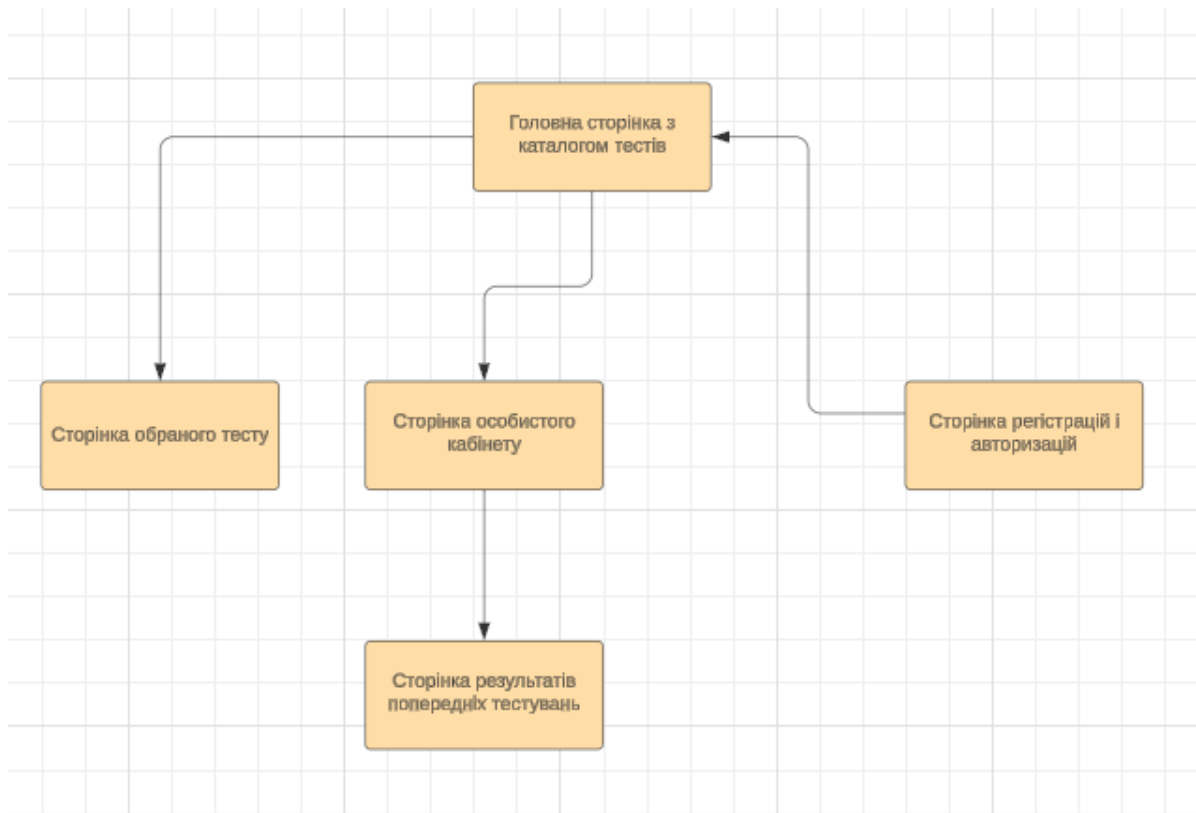 Головна сторінка з
каталогом тестів
Сторінка обраного тесту
Сторінка особистого
кабінету
Сторінка регістрацій і
авторизацій
Сторінка результатів
попередніх тестувань